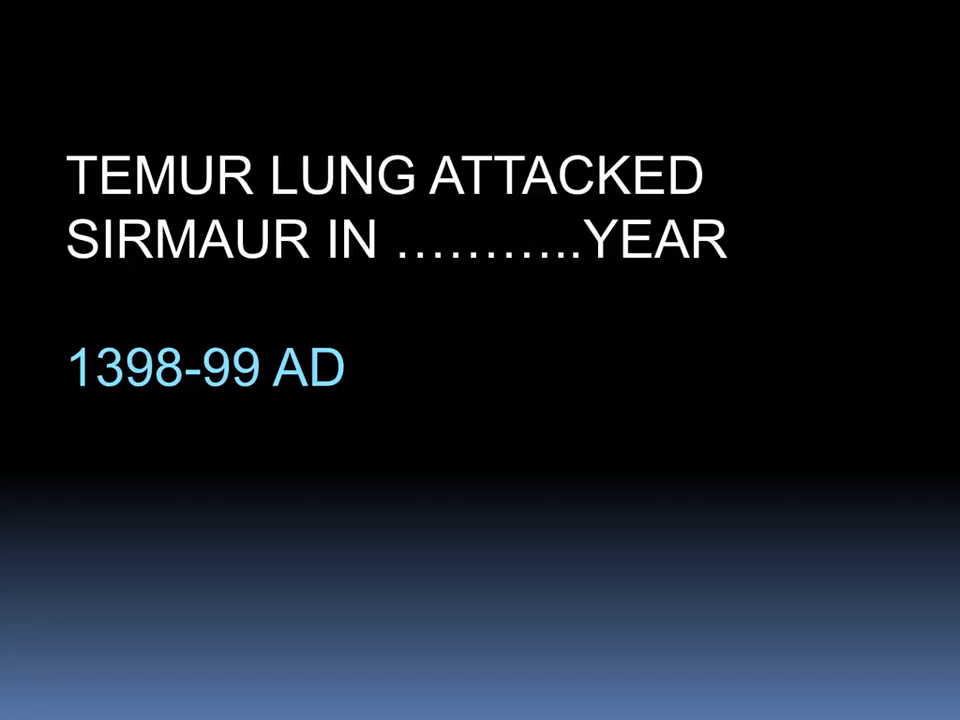 TEMUR LUNG ATTACKED
SIRMAUR IN ………..YEAR
1398-99 AD